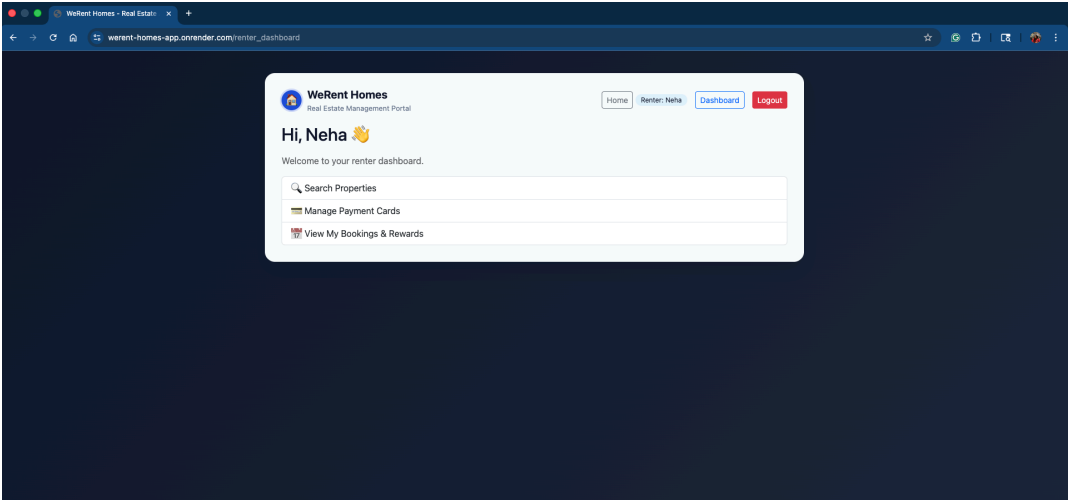 WeRent Homes - Real Estate
werent-homes-app.onrender.com/renter_dashboard
WeRent Homes
Real Estate Management Portal
Home
Renter: Neha
Dashboard
Logout
Hi, Neha 👋
Welcome to your renter dashboard.
🔍 Search Properties
💳 Manage Payment Cards
📅 View My Bookings & Rewards